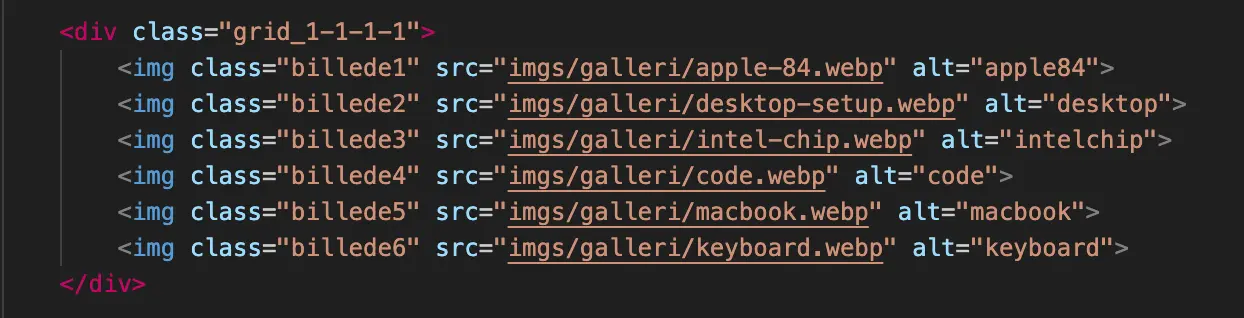 <div class="grid_1-1-1-1">
<img class="billede1" src="imgs/galleri/apple-84.webp" alt="apple84">
<img class="billede2" src="imgs/galleri/desktop-setup.webp" alt="desktop">
<img class="billede3" src="imgs/galleri/intel-chip.webp" alt="intelchip">
<img class="billede4" src="imgs/galleri/code.webp" alt="code">
<img class="billede5" src="imgs/galleri/macbook.webp" alt="macbook">
<img class="billede6" src="imgs/galleri/keyboard.webp" alt="keyboard">
</div>